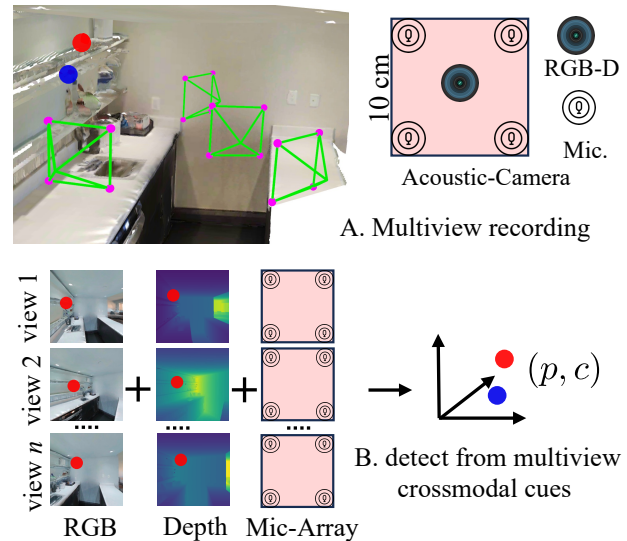 10 cm
RGB-D
Mic.
Acoustic-Camera
A. Multiview recording
view 1
view 2
....
....
....
view n
RGB
Depth
Mic-Array
(p, c)
B. detect from multiview
crossmodal cues